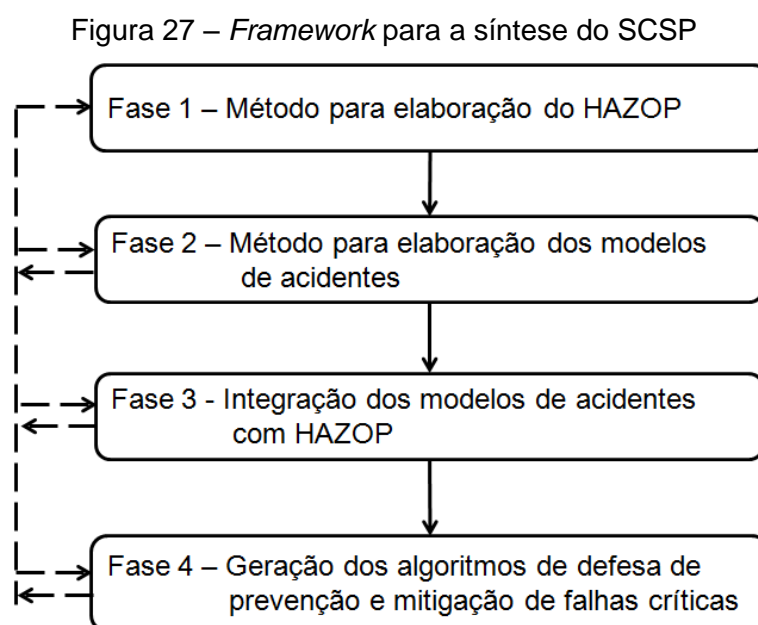 Figura 27 – Framework para a síntese do SCSP
Fase 1 – Método para elaboração do HAZOP
Fase 2 – Método para elaboração dos modelos
de acidentes
Fase 3 - Integração dos modelos de acidentes
com HAZOP
Fase 4 – Geração dos algoritmos de defesa de
prevenção e mitigação de falhas críticas